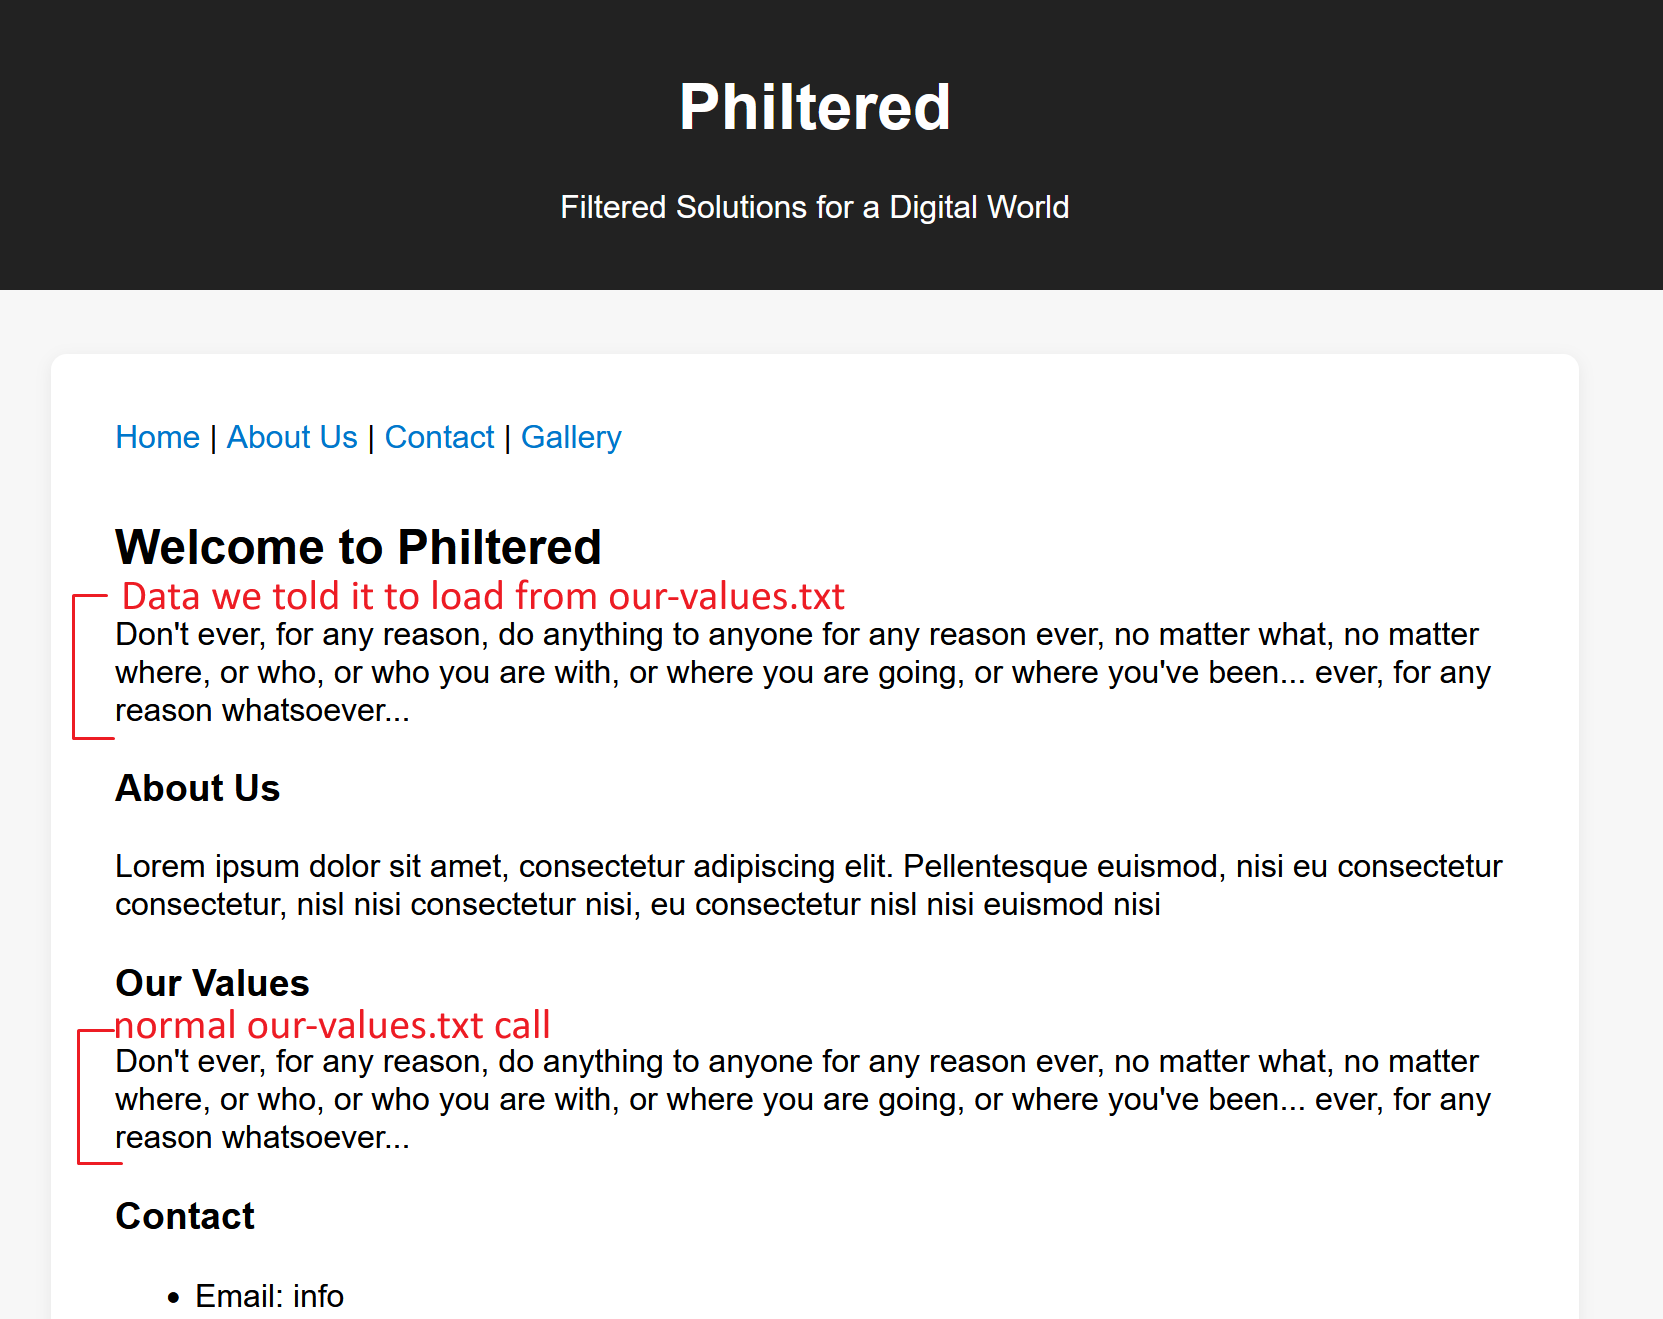 Philtered
Filtered Solutions for a Digital World
Home | About Us | Contact | Gallery
Welcome to Philtered
Data we told it to load from our-values.txt
Don't ever, for any reason, do anything to anyone for any reason ever, no matter what, no matter
where, or who, or who you are with, or where you are going, or where you've been... ever, for any
reason whatsoever...
About Us
Lorem ipsum dolor sit amet, consectetur adipiscing elit. Pellentesque euismod, nisi eu consectetur
consectetur, nisl nisi consectetur nisi, eu consectetur nisl nisi euismod nisi
Our Values
normal our-values.txt call
Don't ever, for any reason, do anything to anyone for any reason ever, no matter what, no matter
where, or who, or who you are with, or where you are going, or where you've been... ever, for any
reason whatsoever...
Contact
• Email: info